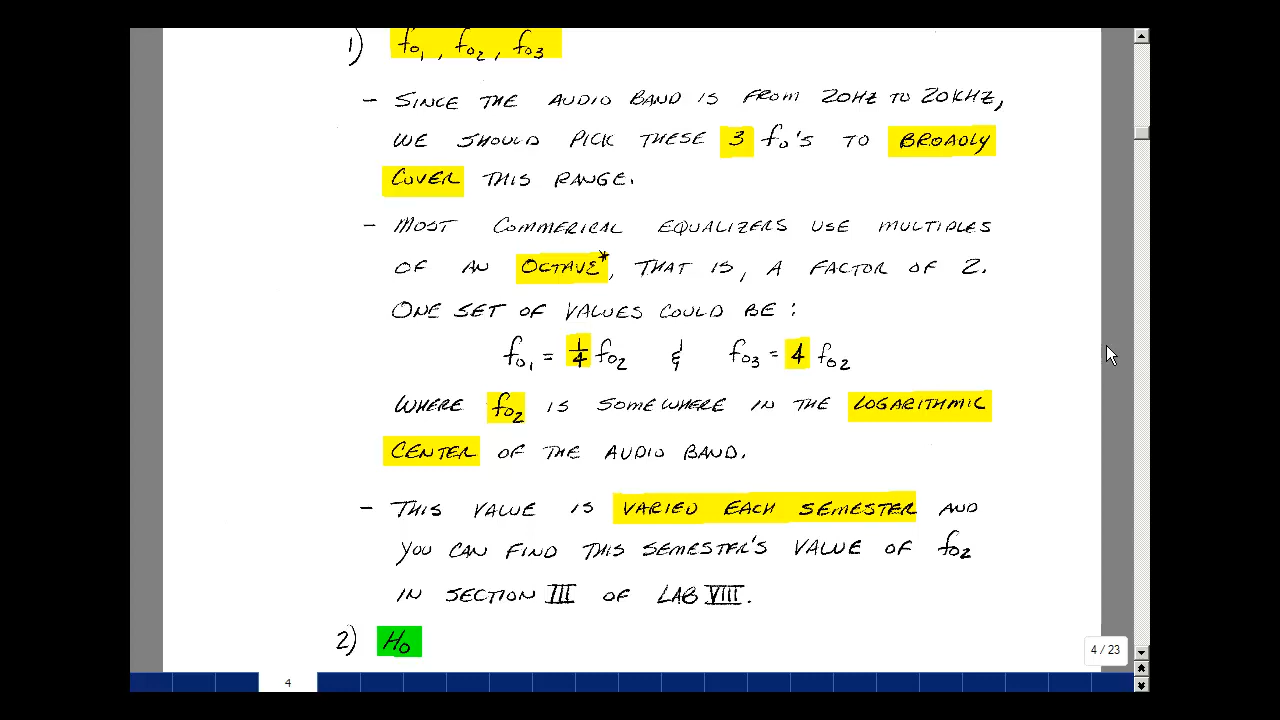 1) fo1, fo2, fo3
- SINCE THE AUDIO BAND IS FROM 20HZ TO 20KHZ,
WE SHOULD PICK THESE 3 fo's TO BROADLY
COVER THIS RANGE.
- MOST COMMERICAL EQUALIZERS USE MULTIPLES
OF AN OCTAVE*, THAT IS, A FACTOR OF 2.
ONE SET OF VALUES COULD BE:
fo1 = 1/4 fo2 & fo3 = 4 fo2
WHERE fo2 IS SOMEWHERE IN THE LOGARITHMIC
CENTER OF THE AUDIO BAND.
- THIS VALUE IS VARIED EACH SEMESTER AND
YOU CAN FIND THIS SEMESTER'S VALUE OF fo2
IN SECTION III OF LAB VIII.
2) Ho
4 / 23
4